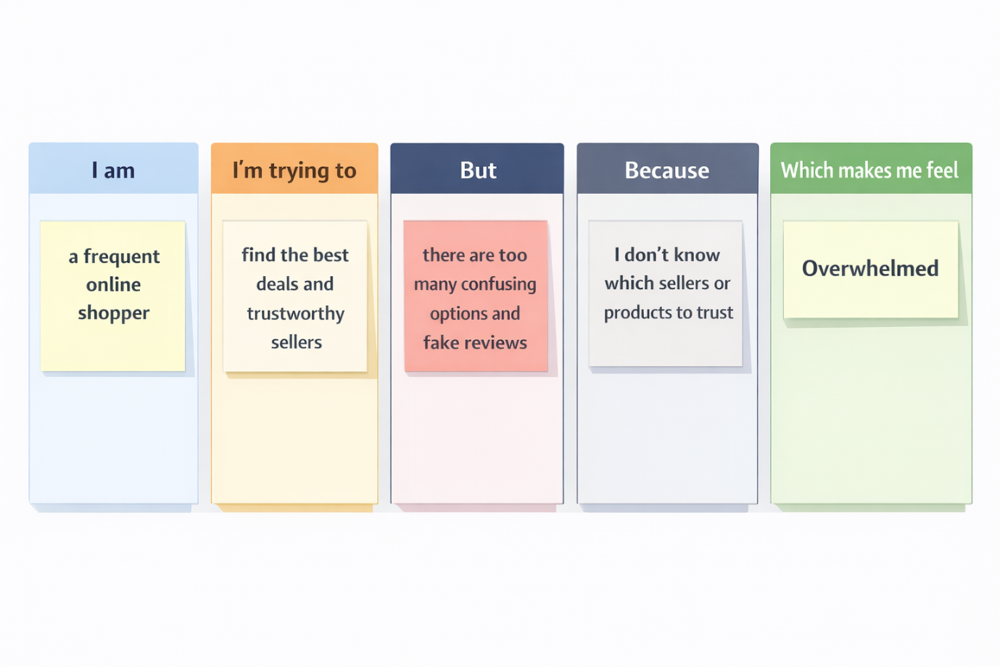 I am
a frequent
online
shopper
I'm trying to
find the best
deals and
trustworthy
sellers
But
there are too
many confusing
options and
fake reviews
Because
I don't know
which sellers or
products to trust
Which makes me feel
Overwhelmed